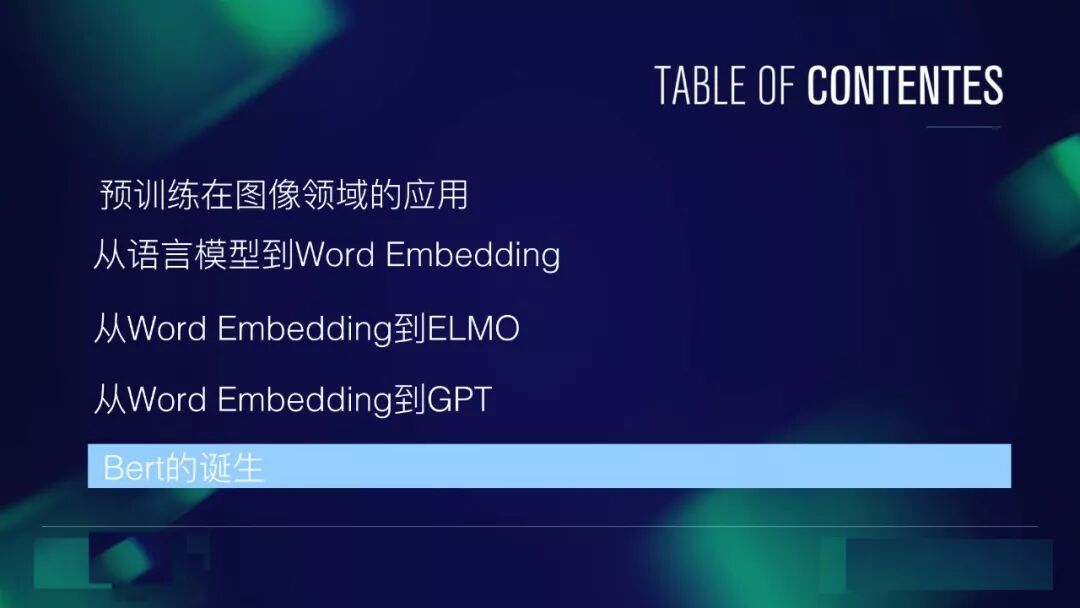 TABLE OF CONTENTES
预训练在图像领域的应用
从语言模型到Word Embedding
从Word Embedding到ELMO
从Word Embedding到GPT
Bert的诞生